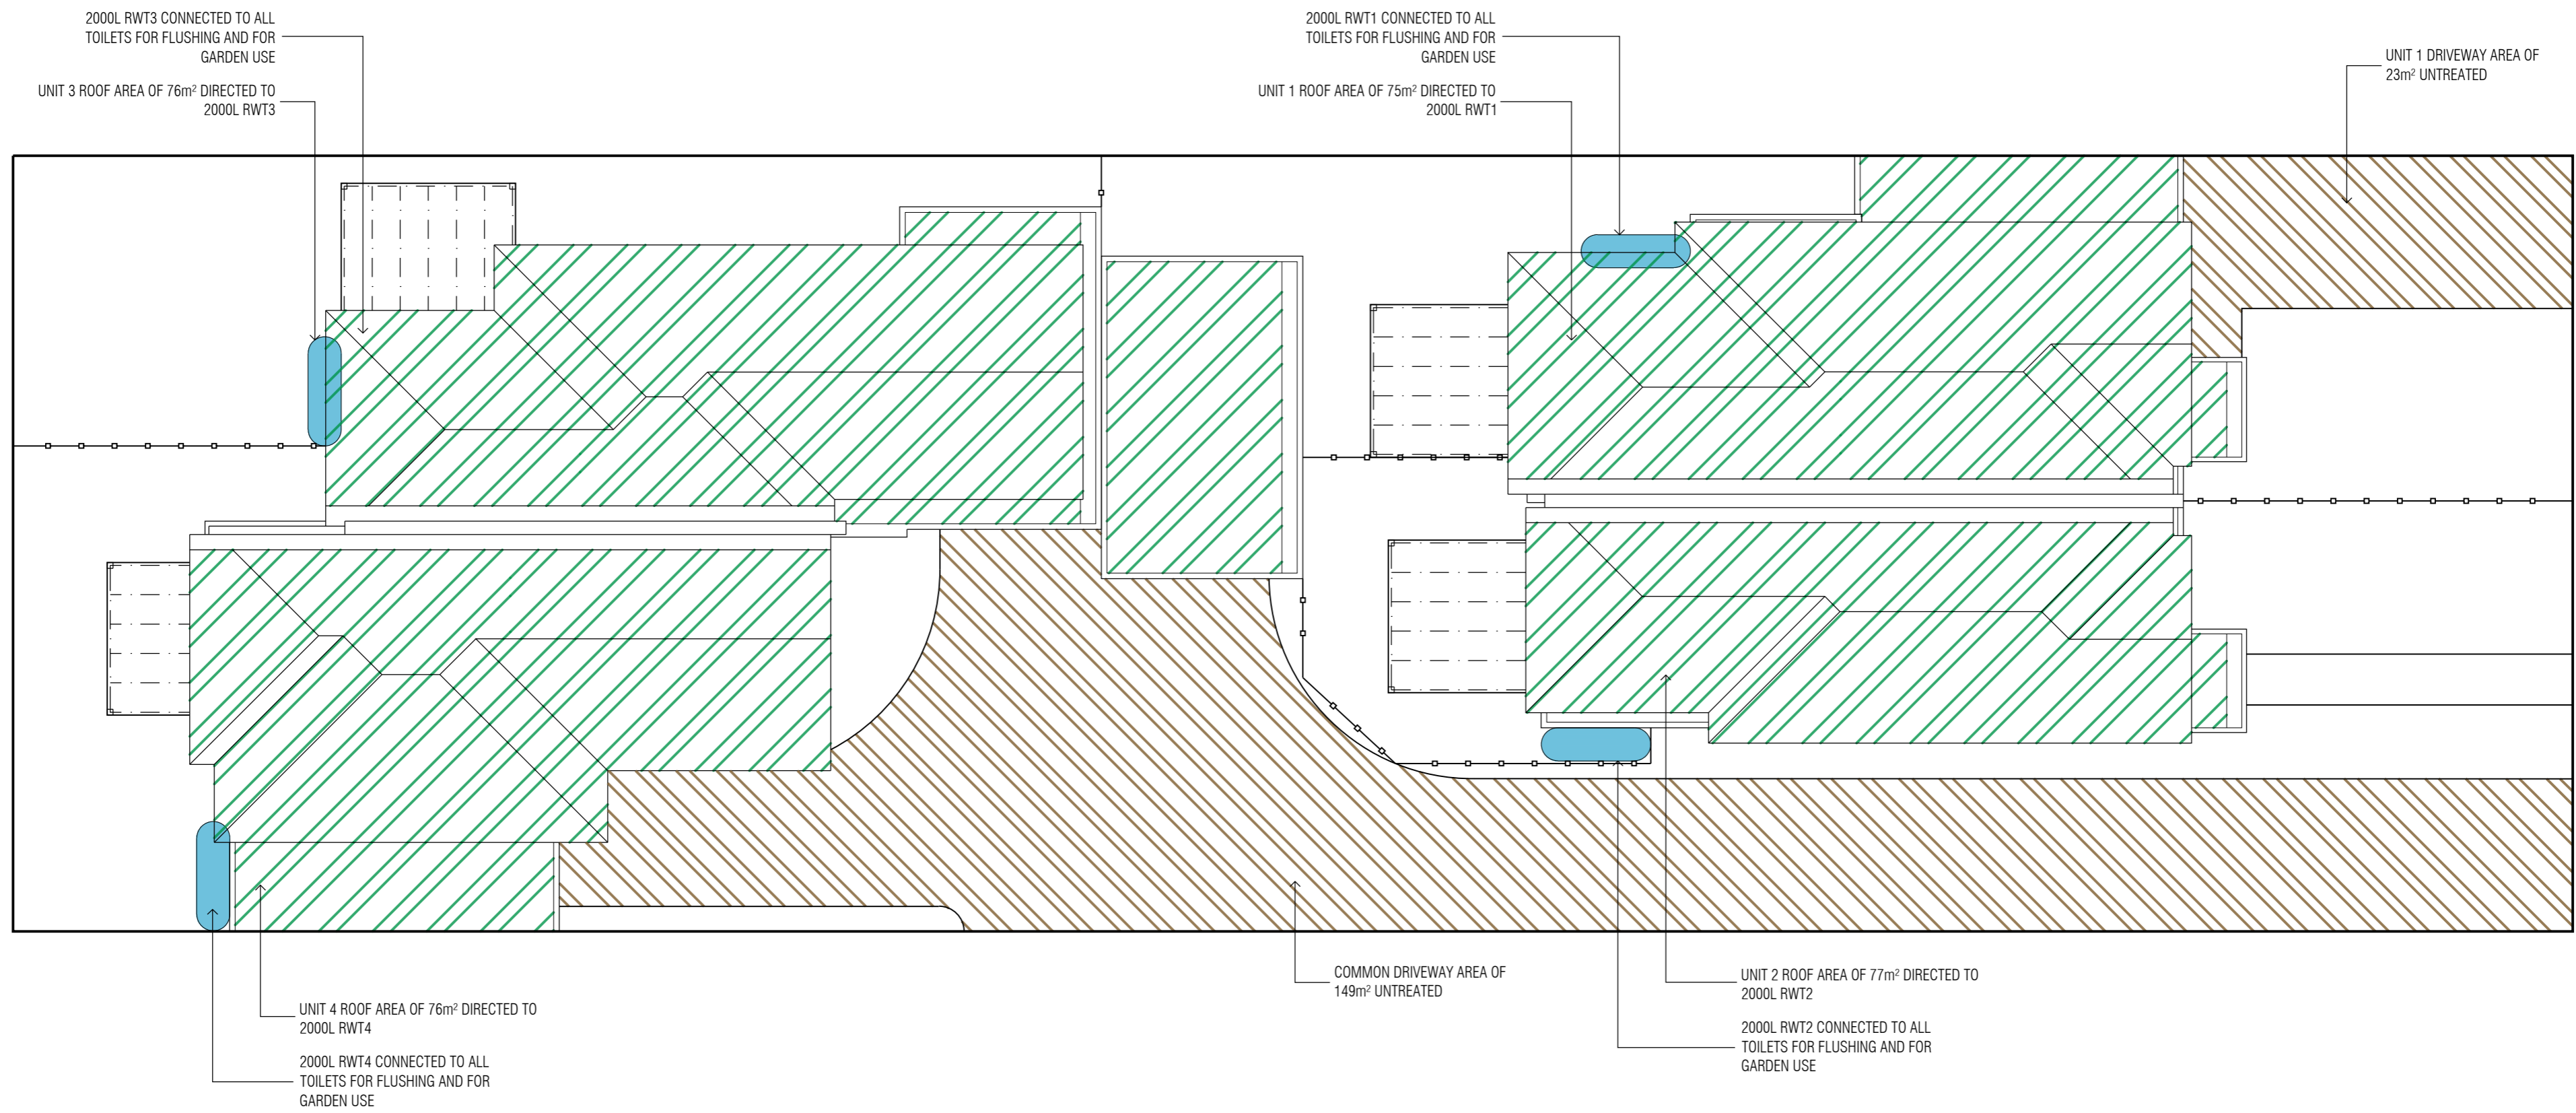 2000L RWT3 CONNECTED TO ALL
TOILETS FOR FLUSHING AND FOR
GARDEN USE
UNIT 3 ROOF AREA OF 76m² DIRECTED TO
2000L RWT3
2000L RWT1 CONNECTED TO ALL
TOILETS FOR FLUSHING AND FOR
GARDEN USE
UNIT 1 ROOF AREA OF 75m² DIRECTED TO
2000L RWT1
UNIT 1 DRIVEWAY AREA OF
23m² UNTREATED
COMMON DRIVEWAY AREA OF
149m² UNTREATED
UNIT 2 ROOF AREA OF 77m² DIRECTED TO
2000L RWT2
2000L RWT2 CONNECTED TO ALL
TOILETS FOR FLUSHING AND FOR
GARDEN USE
UNIT 4 ROOF AREA OF 76m² DIRECTED TO
2000L RWT4
2000L RWT4 CONNECTED TO ALL
TOILETS FOR FLUSHING AND FOR
GARDEN USE